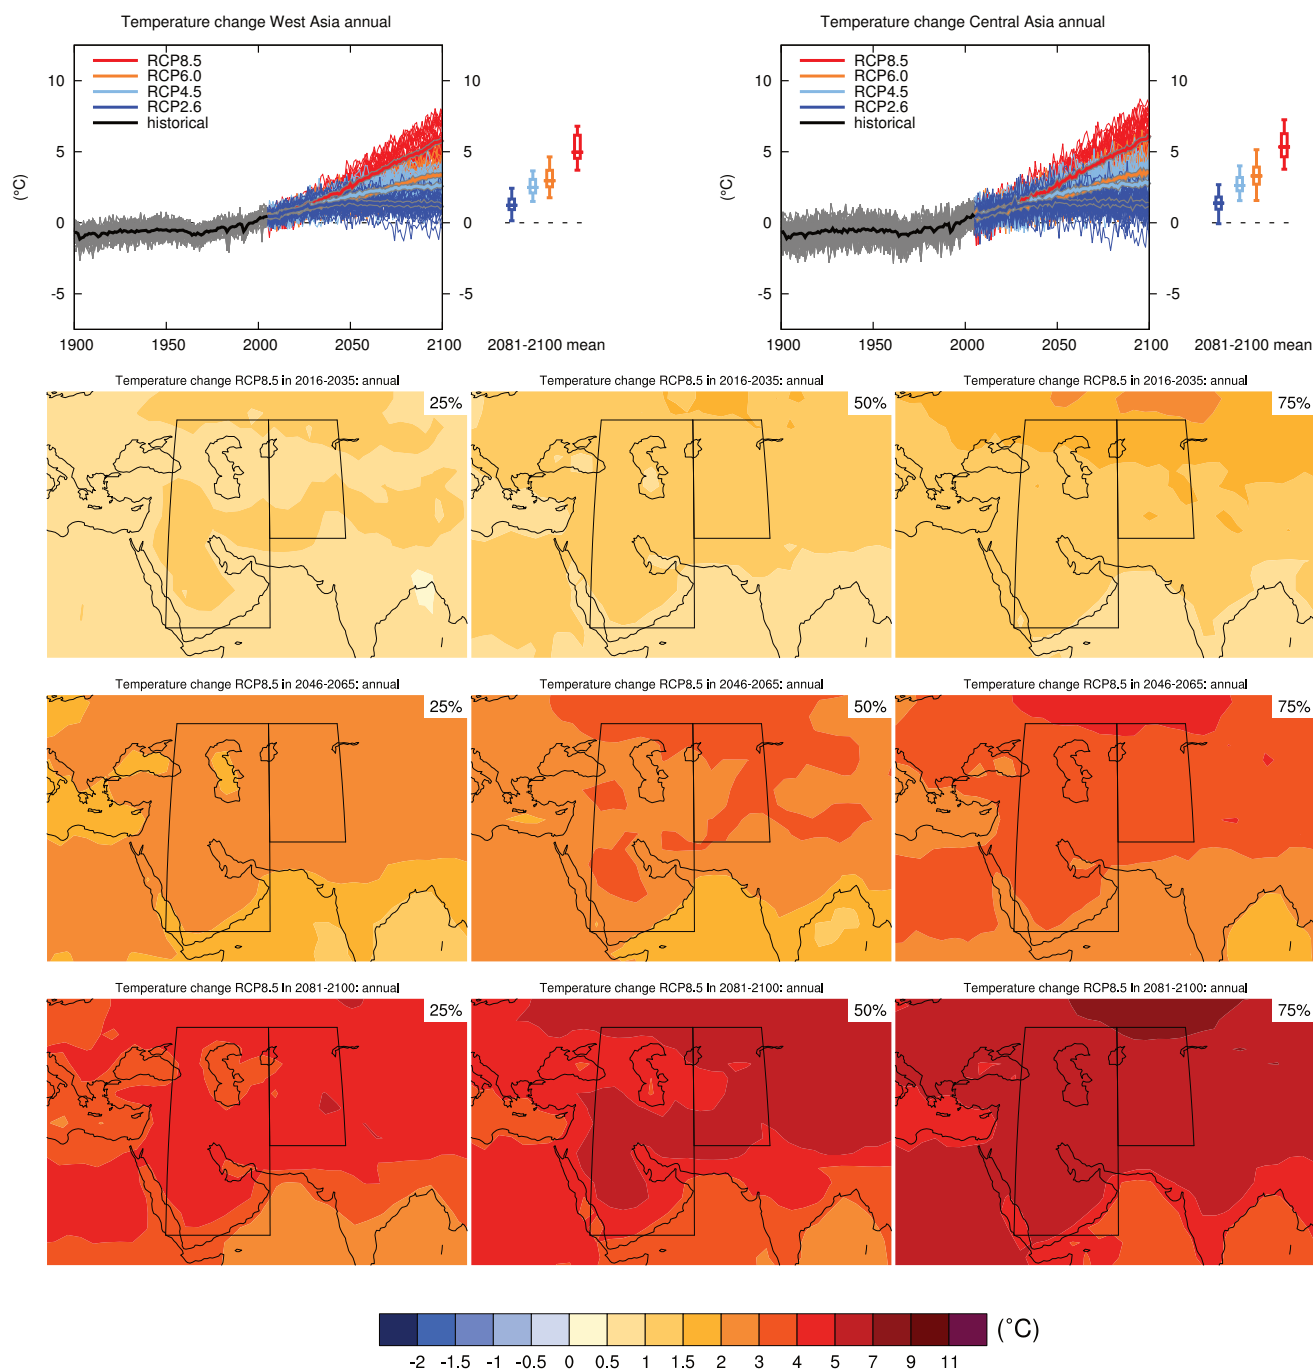 Temperature change West Asia annual
Temperature change Central Asia annual
(°C)
10
5
0
-5
RCP8.5
RCP6.0
RCP4.5
RCP2.6
historical
10
5
0
-5
1900
1950
2000
2050
2100
2081-2100 mean
(°C)
10
5
0
-5
RCP8.5
RCP6.0
RCP4.5
RCP2.6
historical
10
5
0
-5
1900
1950
2000
2050
2100
2081-2100 mean
Temperature change RCP8.5 in 2016-2035: annual
25%
Temperature change RCP8.5 in 2016-2035: annual
50%
Temperature change RCP8.5 in 2016-2035: annual
75%
Temperature change RCP8.5 in 2046-2065: annual
25%
Temperature change RCP8.5 in 2046-2065: annual
50%
Temperature change RCP8.5 in 2046-2065: annual
75%
Temperature change RCP8.5 in 2081-2100: annual
25%
Temperature change RCP8.5 in 2081-2100: annual
50%
Temperature change RCP8.5 in 2081-2100: annual
75%
(°C)
-2 -1.5 -1 -0.5 0 0.5 1 1.5 2 3 4 5 7 9 11